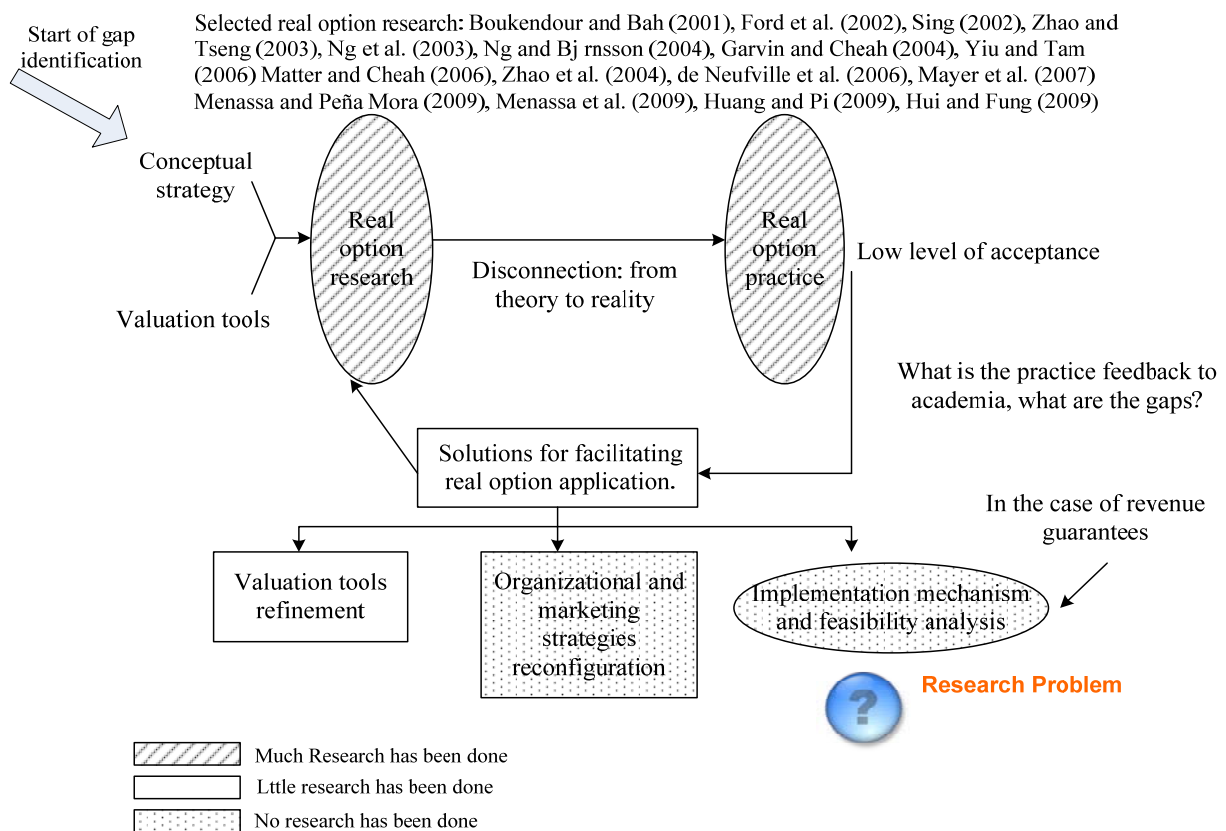 Selected real option research: Boukendour and Bah (2001), Ford et al. (2002), Sing (2002), Zhao and
Tseng (2003), Ng et al. (2003), Ng and Bj rnsson (2004), Garvin and Cheah (2004), Yiu and Tam
(2006) Matter and Cheah (2006), Zhao et al. (2004), de Neufville et al. (2006), Mayer et al. (2007)
Menassa and Peña Mora (2009), Menassa et al. (2009), Huang and Pi (2009), Hui and Fung (2009)
Start of gap
identification
Conceptual
strategy
Valuation tools
Real
option
research
Disconnection: from
theory to reality
Real
option
practice
Low level of acceptance
What is the practice feedback to
academia, what are the gaps?
Solutions for facilitating
real option application.
In the case of revenue
guarantees
Valuation tools
refinement
Organizational and
marketing
strategies
reconfiguration
Implementation mechanism
and feasibility analysis
?
Research Problem
Much Research has been done
Lttle research has been done
No research has been done